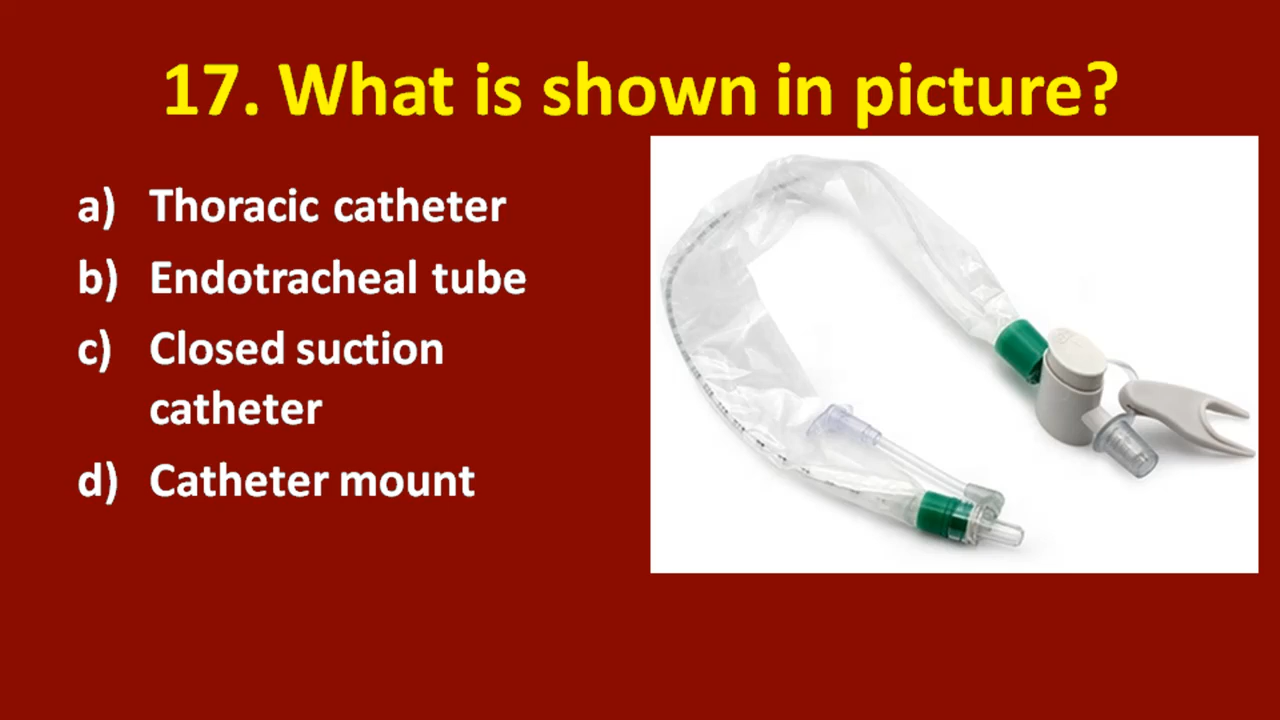 17. What is shown in picture?
a) Thoracic catheter
b) Endotracheal tube
c) Closed suction
catheter
d) Catheter mount